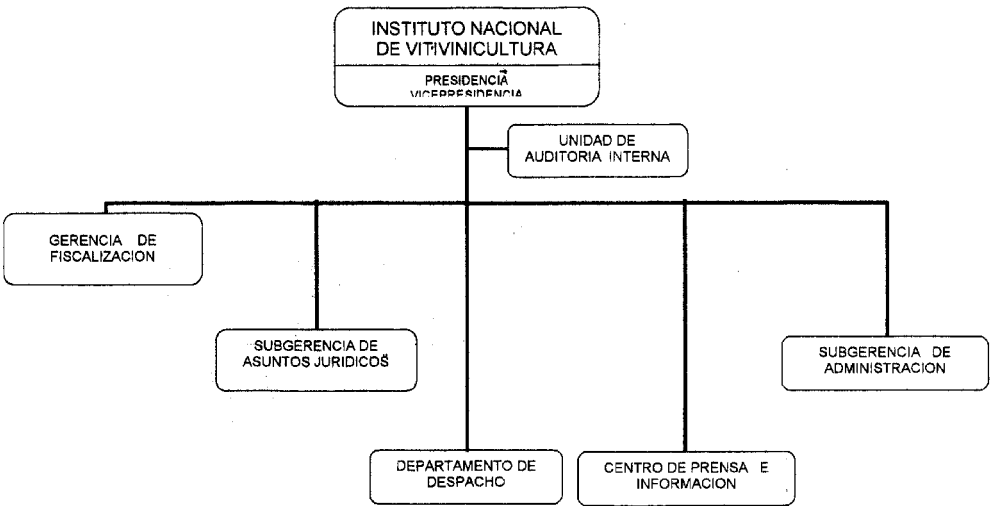 INSTITUTO NACIONAL
DE VITIVINICULTURA
PRESIDENCIA
VICEPRESIDENCIA
UNIDAD DE
AUDITORIA INTERNA
GERENCIA DE
FISCALIZACION
SUBGERENCIA DE
ASUNTOS JURIDICOS
SUBGERENCIA DE
ADMINISTRACION
DEPARTAMENTO DE
DESPACHO
CENTRO DE PRENSA E
INFORMACION